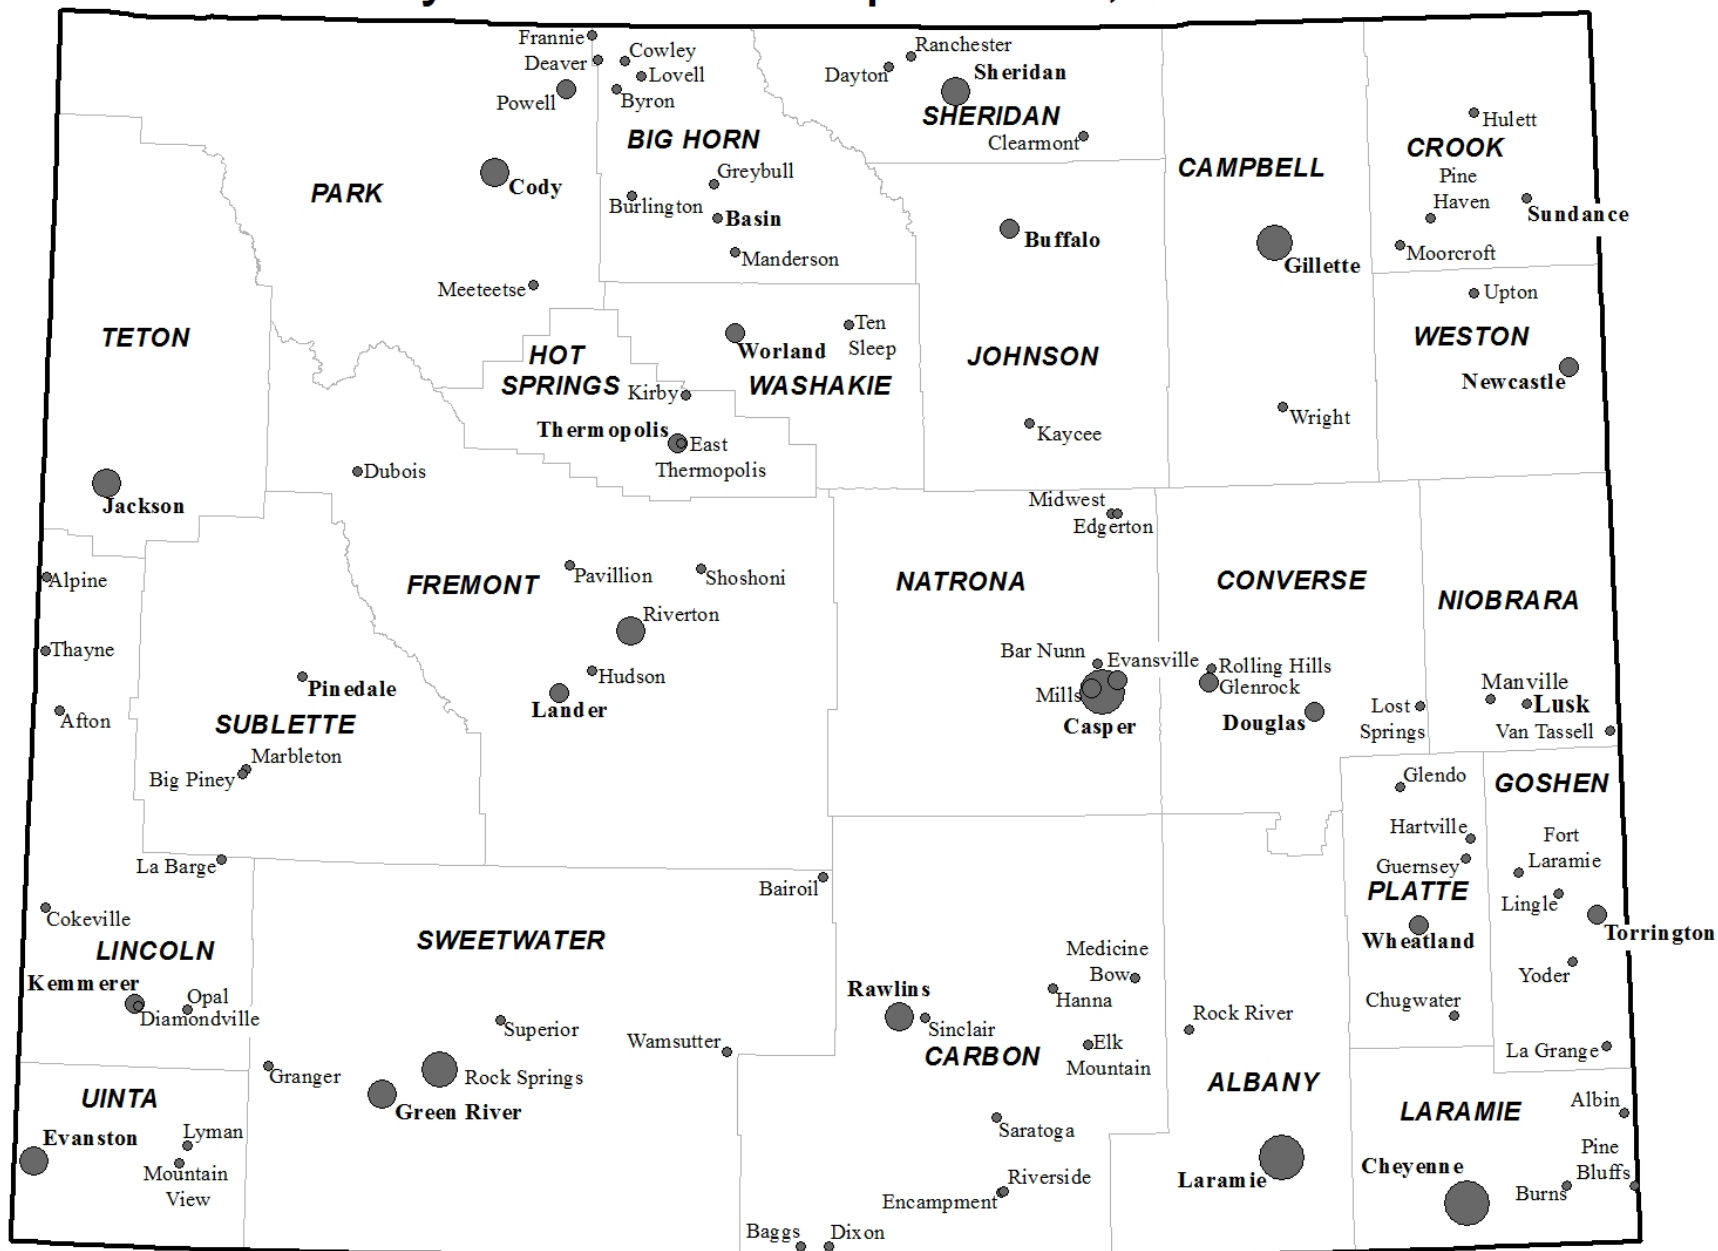 Frannie
Deaver
Cowley
Lovell
Powell
Byron
BIG HORN
Ranchester
Dayton
Sheridan
SHERIDAN
Clearmont
Hulett
CROOK
Pine
Haven
Sundance
Moorcroft
CAMPBELL
Gillette
PARK
Cody
Greybull
Burlington
Basin
Manderson
Buffalo
Meeteetse
Upton
WESTON
Newcastle
TETON
HOT
SPRINGS
Kirby
Worland
Ten
Sleep
WASHAKIE
JOHNSON
Kaycee
Wright
Thermopolis
East
Thermopolis
Dubois
Jackson
Midwest
Edgerton
Alpine
Thayne
Afton
FREMONT
Pavillion
Shoshoni
Riverton
Hudson
Lander
NATRONA
CONVERSE
NIOBRARA
Bar Nunn
Evansville
Mills
Casper
Rolling Hills
Glenrock
Douglas
Lost
Springs
Manville
Lusk
Van Tassell
Pinedale
SUBLETTE
Marbleton
Big Piney
Glendo
GOSHEN
Hartville
Guernsey
PLATTE
Wheatland
Fort
Laramie
Lingle
Torrington
Yoder
Chugwater
La Grange
La Barge
Cokeville
LINCOLN
Kemmerer
Opal
Diamondville
SWEETWATER
Bairoil
Superior
Wamsutter
Granger
Rock Springs
Green River
Medicine
Bow
Hanna
Rawlins
Sinclair
CARBON
Elk
Mountain
Rock River
ALBANY
Laramie
Saratoga
Riverside
Encampment
Baggs
Dixon
UINTA
Evanston
Lyman
Mountain
View
LARAMIE
Albin
Cheyenne
Pine
Bluffs
Burns